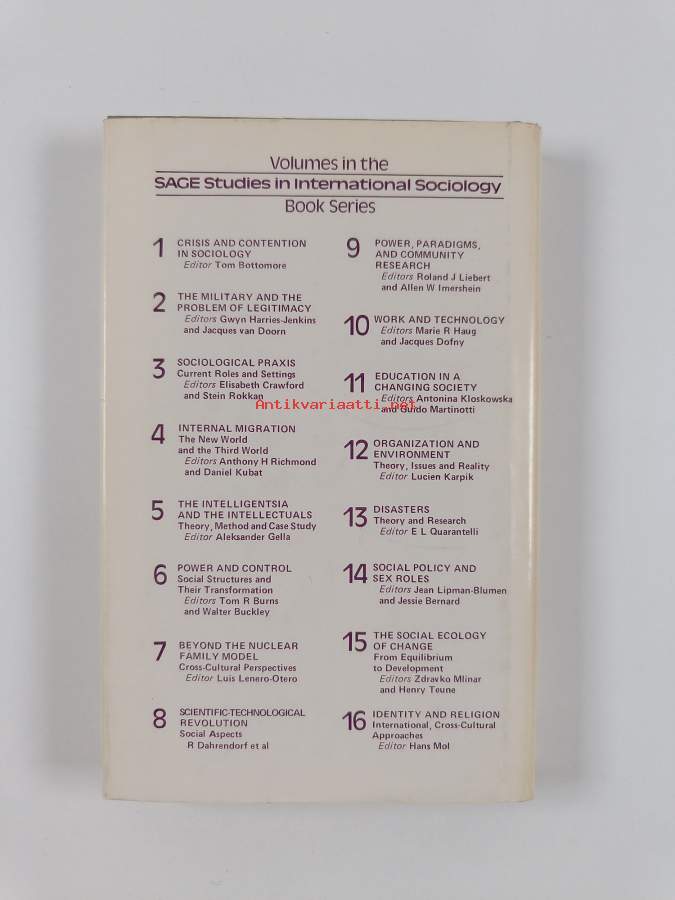 Volumes in the
SAGE Studies in International Sociology
Book Series
1 CRISIS AND CONTENTION
IN SOCIOLOGY
Editor Tom Bottomore
2 THE MILITARY AND THE
PROBLEM OF LEGITIMACY
Editors Gwyn Harries-Jenkins
and Jacques van Doorn
3 SOCIOLOGICAL PRAXIS
Current Roles and Settings
Editors Elisabeth Crawford
and Stein Rokkan
4 INTERNAL MIGRATION
The New World
and the Third World
Editors Anthony H Richmond
and Daniel Kubat
5 THE INTELLIGENTSIA
AND THE INTELLECTUALS
Theory, Method and Case Study
Editor Aleksander Gella
6 POWER AND CONTROL
Social Structures and
Their Transformation
Editors Tom R Burns
and Walter Buckley
7 BEYOND THE NUCLEAR
FAMILY MODEL
Cross-Cultural Perspectives
Editor Luis Lenero-Otero
8 SCIENTIFIC-TECHNOLOGICAL
REVOLUTION
Social Aspects
R Dahrendorf et al
9 POWER, PARADIGMS,
AND COMMUNITY
RESEARCH
Editors Roland J Liebert
and Allen W Imershein
10 WORK AND TECHNOLOGY
Editors Marie R Haug
and Jacques Dofny
11 EDUCATION IN A
CHANGING SOCIETY
Editors Antonina Kloskowska
and Guido Martinotti
12 ORGANIZATION AND
ENVIRONMENT
Theory, Issues and Reality
Editor Lucien Karpik
13 DISASTERS
Theory and Research
Editor E L Quarantelli
14 SOCIAL POLICY AND
SEX ROLES
Editors Jean Lipman-Blumen
and Jessie Bernard
15 THE SOCIAL ECOLOGY
OF CHANGE
From Equilibrium
to Development
Editors Zdravko Mlinar
and Henry Teune
16 IDENTITY AND RELIGION
International, Cross-Cultural
Approaches
Editor Hans Mol
Antikvariaatti.net